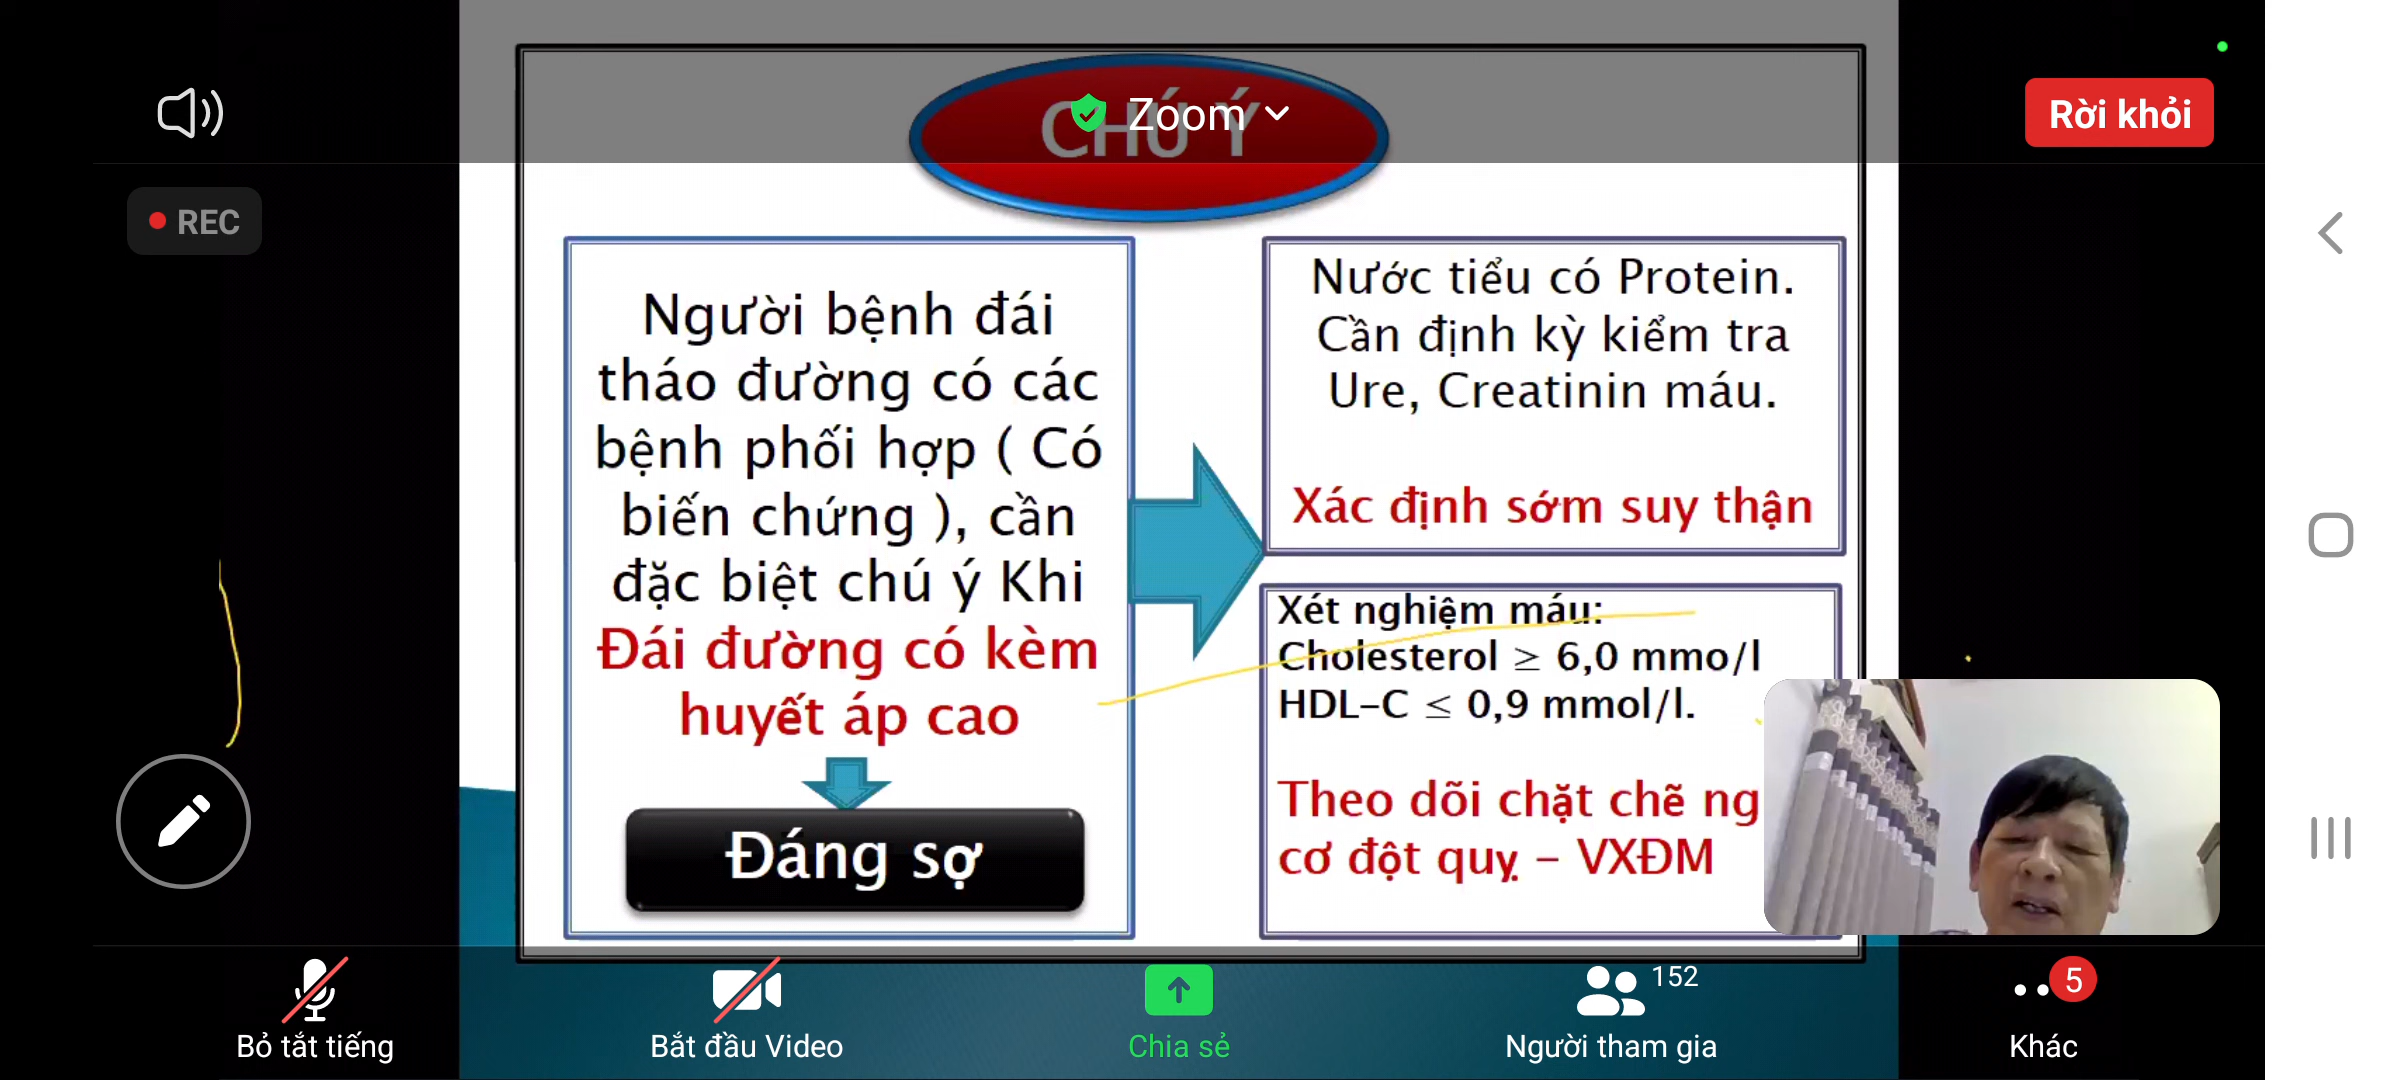 CHÚ Ý
Zoom
Rời khỏi
REC
Người bệnh đái
tháo đường có các
bệnh phối hợp ( Có
biến chứng ), cần
đặc biệt chú ý Khi
Đái đường có kèm
huyết áp cao
Đáng sợ
Nước tiểu có Protein.
Cần định kỳ kiểm tra
Ure, Creatinin máu.
Xác định sớm suy thận
Xét nghiệm máu:
Cholesterol ≥ 6,0 mmo/l
HDL-C ≤ 0,9 mmol/l.
Theo dõi chặt chẽ ng
cơ đột quỵ – VXĐM
Bỏ tắt tiếng
Bắt đầu Video
Chia sẻ
152
Người tham gia
5
Khác